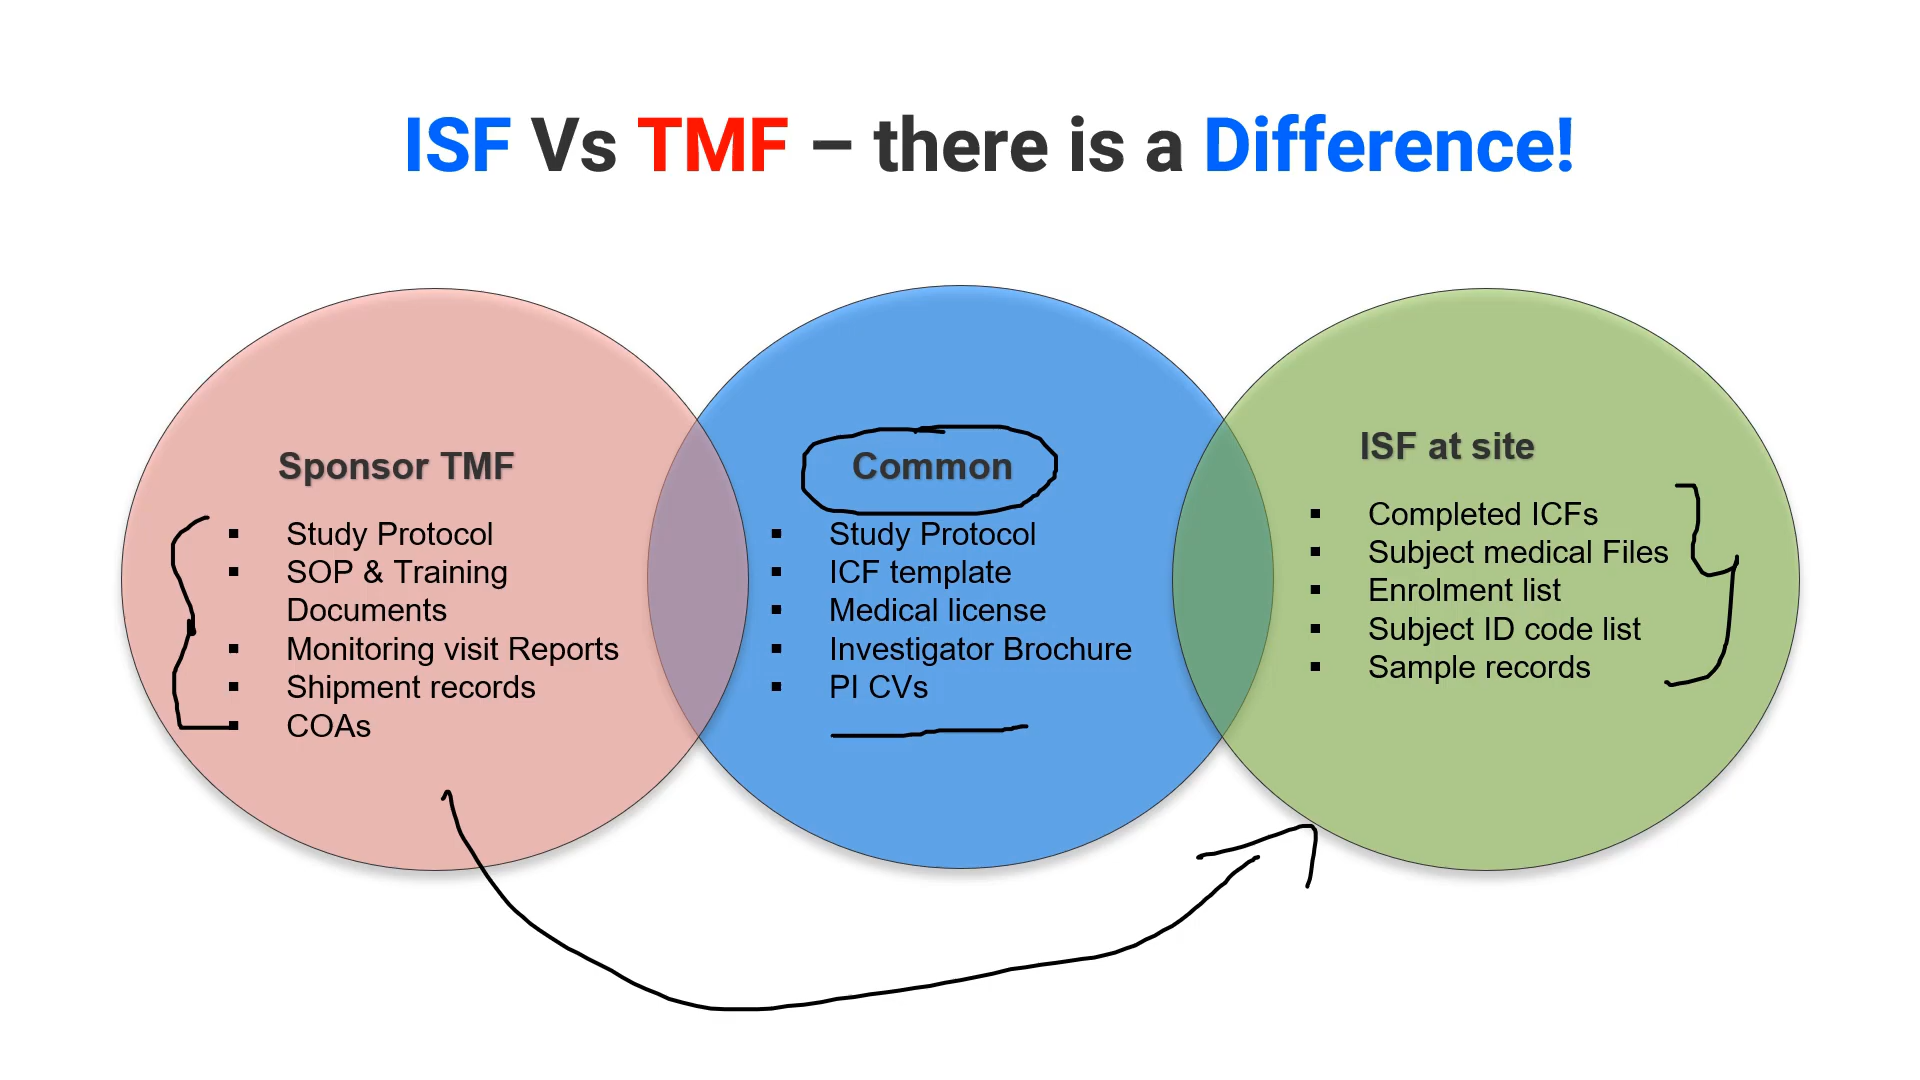 ISF Vs TMF – there is a Difference!
Sponsor TMF
▪ Study Protocol
▪ SOP & Training
Documents
▪ Monitoring visit Reports
▪ Shipment records
▪ COAs
Common
▪ Study Protocol
▪ ICF template
▪ Medical license
▪ Investigator Brochure
▪ PI CVs
ISF at site
▪ Completed ICFs
▪ Subject medical Files
▪ Enrolment list
▪ Subject ID code list
▪ Sample records